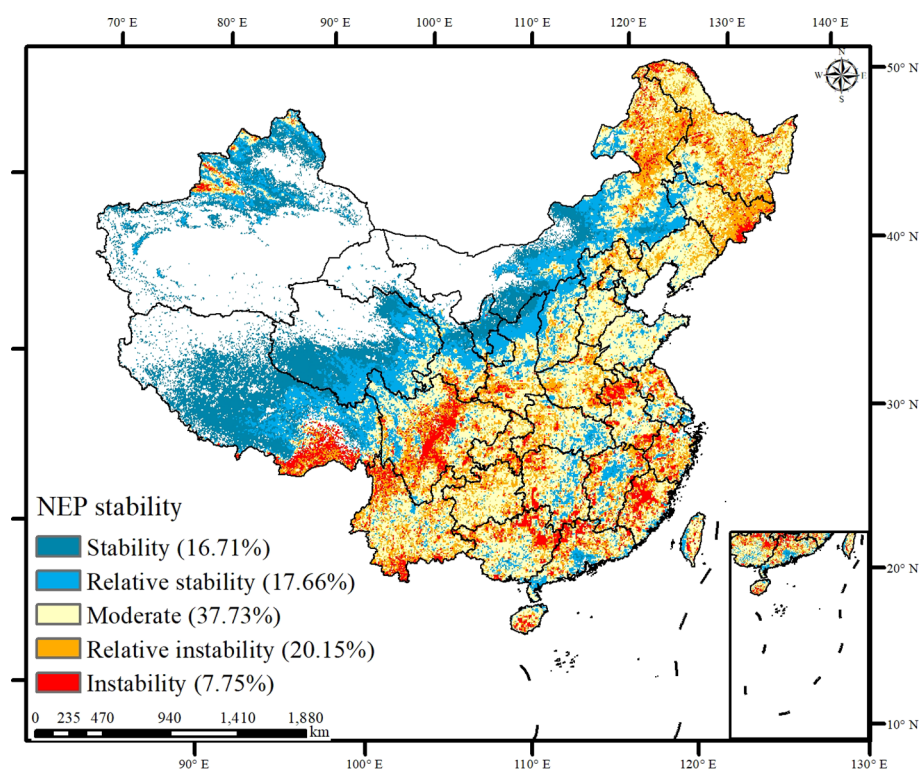 70° E 80° E 90° E 100° E 110° E 120° E 130° E 140° E
N
W E
S
50° N
40° N
30° N
20° N
10° N
NEP stability
Stability (16.71%)
Relative stability (17.66%)
Moderate (37.73%)
Relative instability (20.15%)
Instability (7.75%)
0 235 470 940 1,410 1,880
km
90° E 100° E 110° E 120° E 130° E